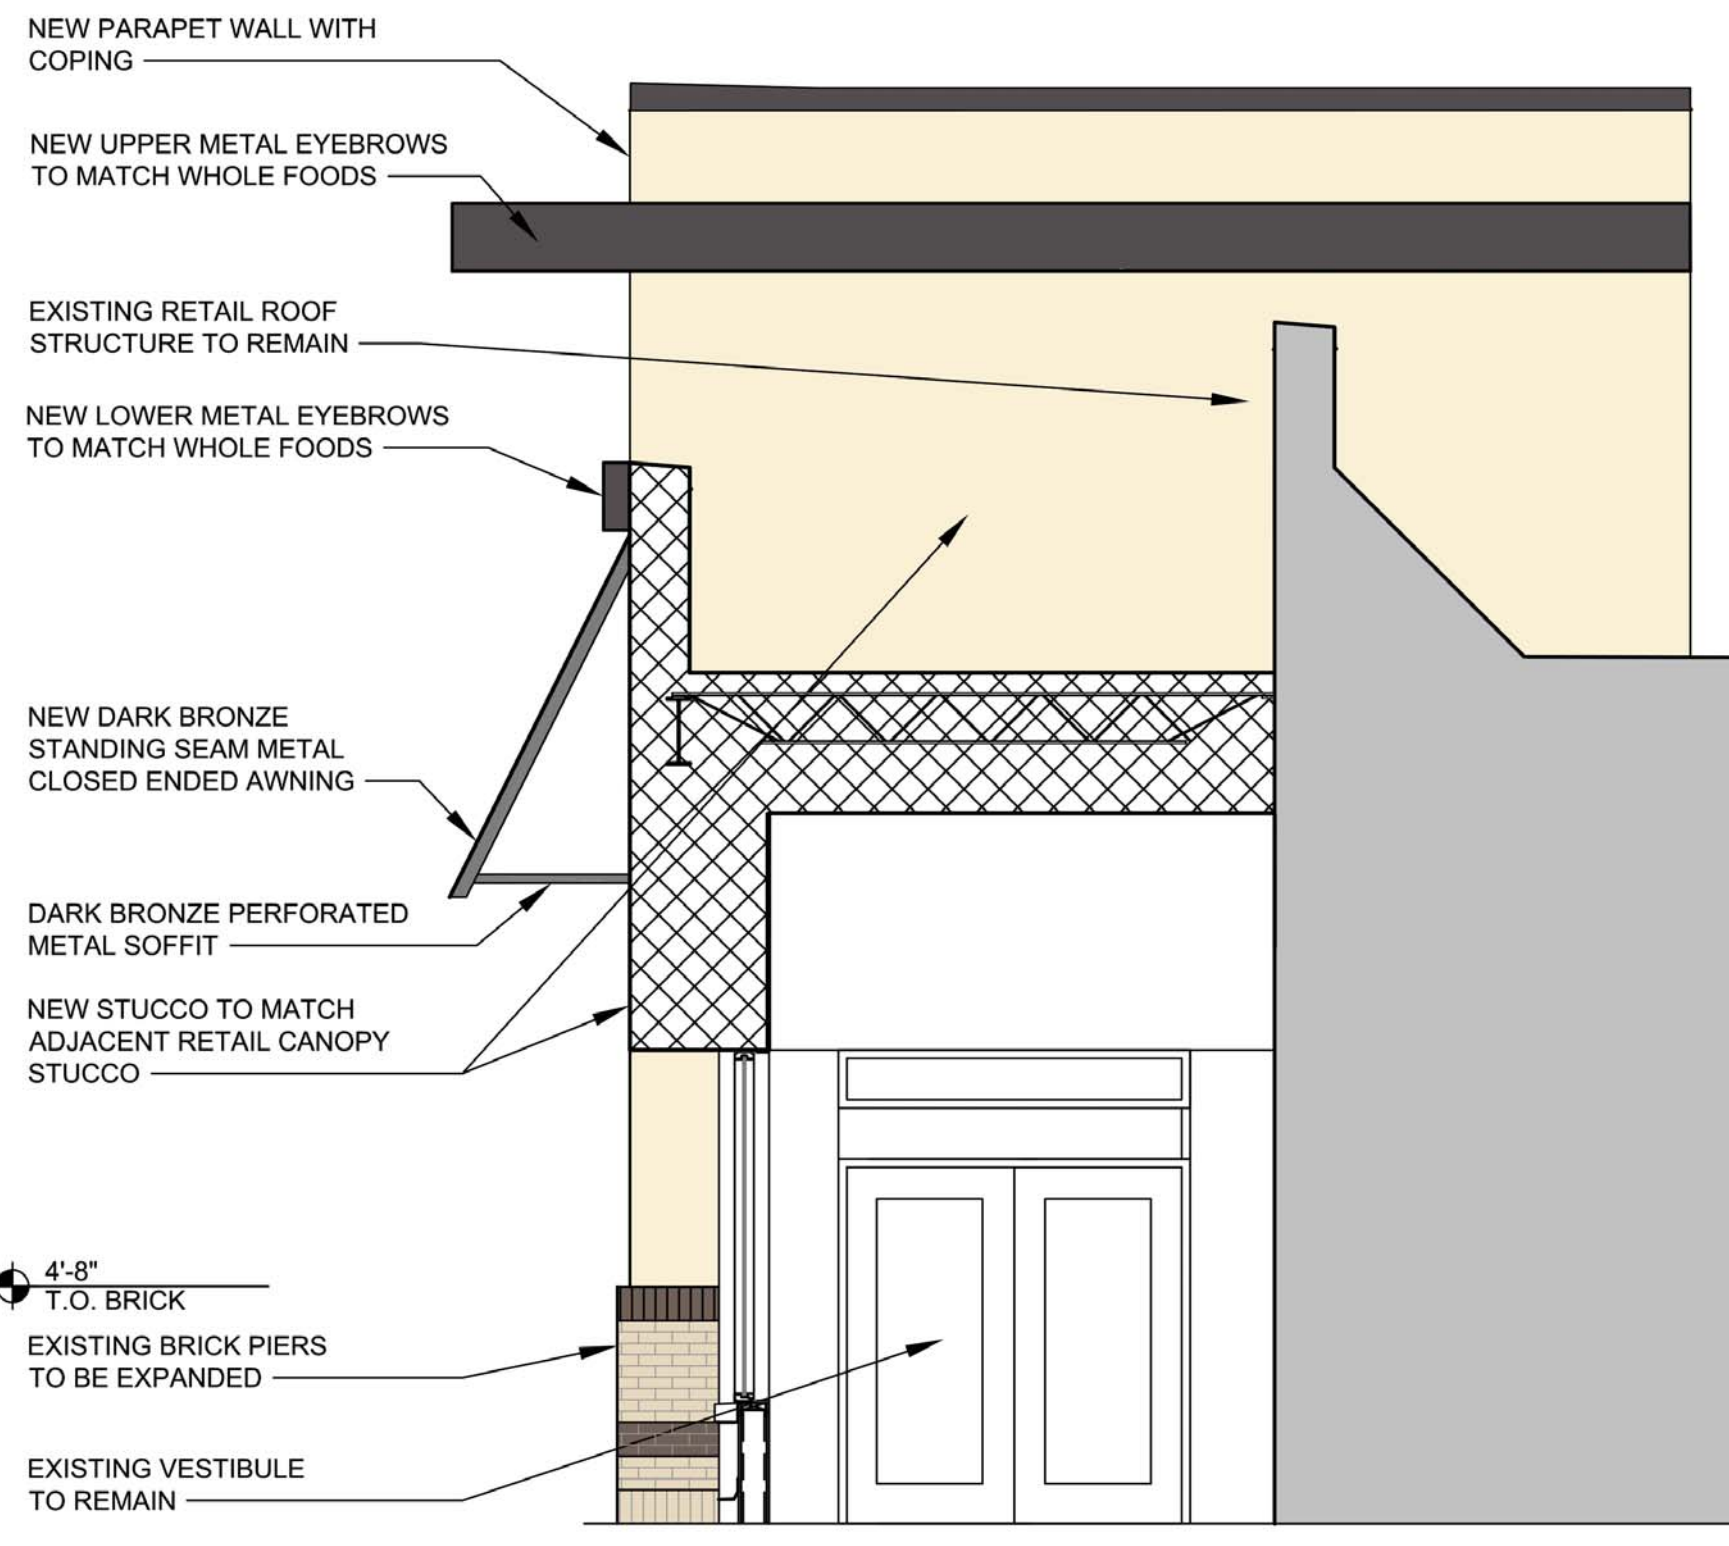 NEW PARAPET WALL WITH
COPING
NEW UPPER METAL EYEBROWS
TO MATCH WHOLE FOODS
EXISTING RETAIL ROOF
STRUCTURE TO REMAIN
NEW LOWER METAL EYEBROWS
TO MATCH WHOLE FOODS
NEW DARK BRONZE
STANDING SEAM METAL
CLOSED ENDED AWNING
DARK BRONZE PERFORATED
METAL SOFFIT
NEW STUCCO TO MATCH
ADJACENT RETAIL CANOPY
STUCCO
4'-8"
T.O. BRICK
EXISTING BRICK PIERS
TO BE EXPANDED
EXISTING VESTIBULE
TO REMAIN